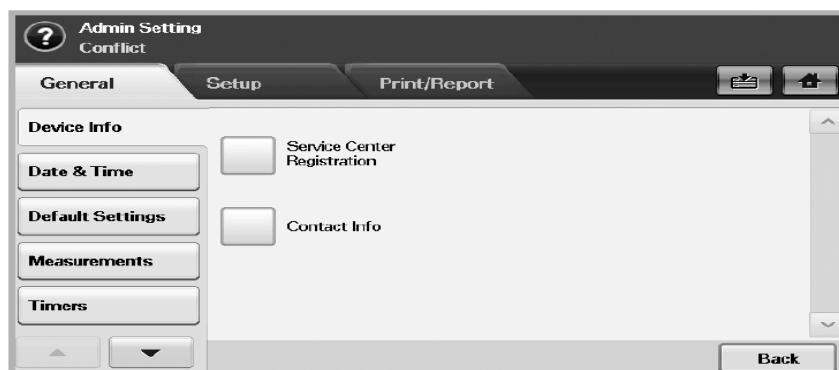 Admin Setting
Conflict
General
Setup
Print/Report
Device Info
Date & Time
Default Settings
Measurements
Timers
Service Center
Registration
Contact Info
Back